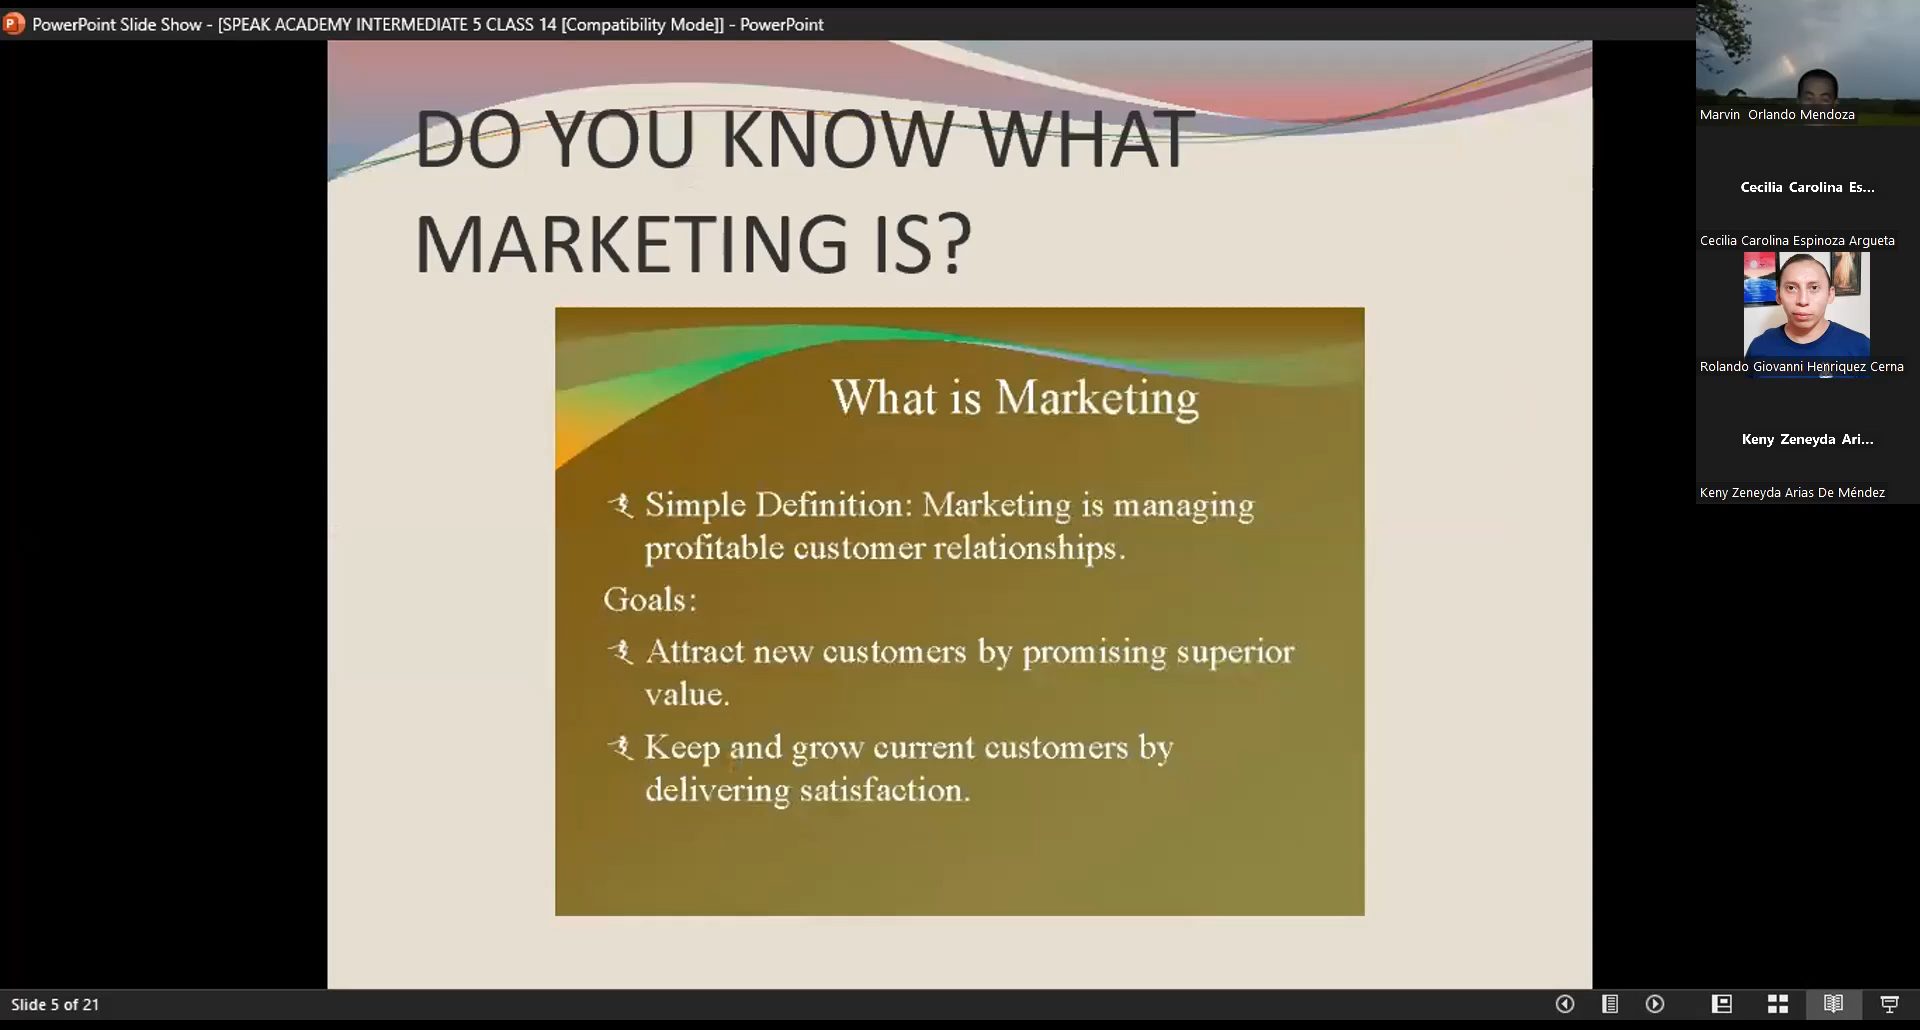 PowerPoint Slide Show - [SPEAK ACADEMY INTERMEDIATE 5 CLASS 14 [Compatibility Mode]] - PowerPoint
DO YOU KNOW WHAT
MARKETING IS?
What is Marketing
Simple Definition: Marketing is managing
profitable customer relationships.
Goals:
Attract new customers by promising superior
value.
Keep and grow current customers by
delivering satisfaction.
Marvin Orlando Mendoza
Cecilia Carolina Es...
Cecilia Carolina Espinoza Argueta
Rolando Giovanni Henriquez Cerna
Keny Zeneyda Ari...
Keny Zeneyda Arias De Méndez
Slide 5 of 21